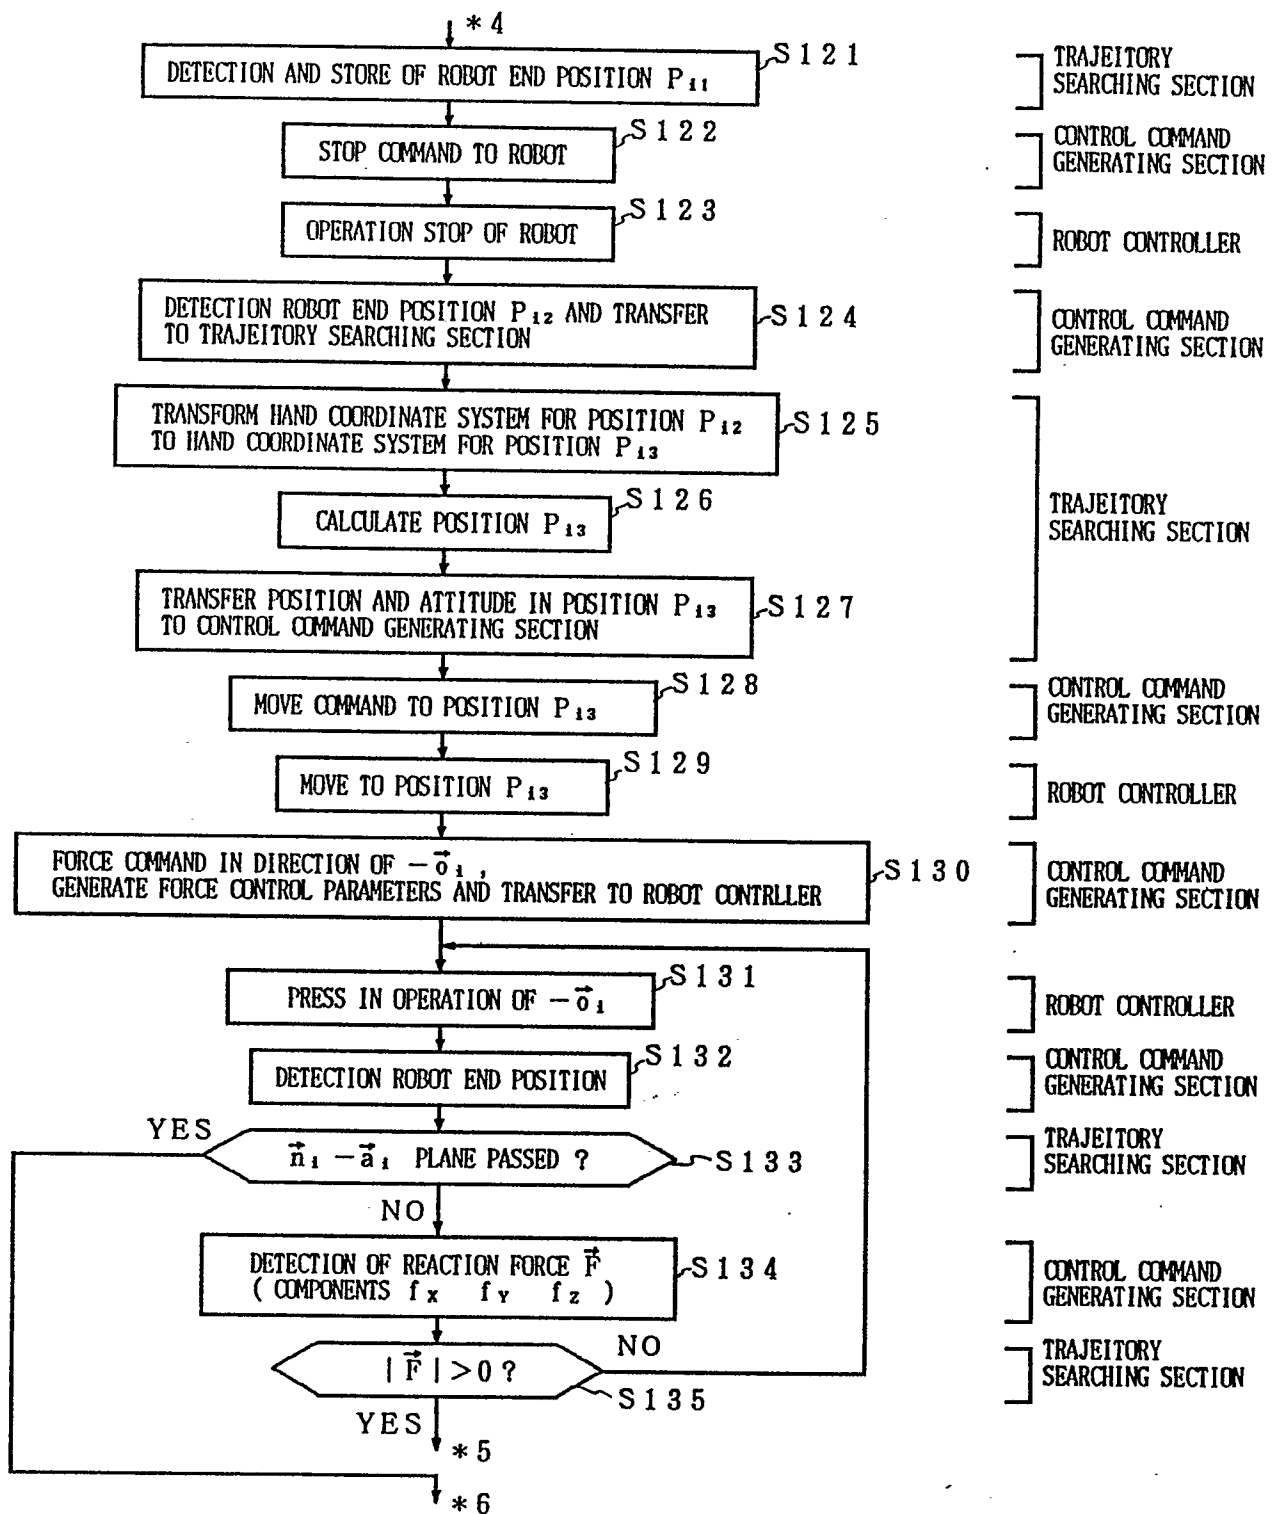 *4
DETECTION AND STORE OF ROBOT END POSITION P₁₁
S121
TRAJEITORY
SEARCHING SECTION
STOP COMMAND TO ROBOT
S122
CONTROL COMMAND
GENERATING SECTION
OPERATION STOP OF ROBOT
S123
ROBOT CONTROLLER
DETECTION ROBOT END POSITION Pᵢ₂ AND TRANSFER
TO TRAJEITORY SEARCHING SECTION
S124
CONTROL COMMAND
GENERATING SECTION
TRANSFORM HAND COORDINATE SYSTEM FOR POSITION Pᵢ₂
TO HAND COORDINATE SYSTEM FOR POSITION Pᵢ₃
S125
CALCULATE POSITION Pᵢ₃
S126
TRAJEITORY
SEARCHING SECTION
TRANSFER POSITION AND ATTITUDE IN POSITION Pᵢ₃
TO CONTROL COMMAND GENERATING SECTION
S127
MOVE COMMAND TO POSITION Pᵢ₃
S128
CONTROL COMMAND
GENERATING SECTION
MOVE TO POSITION Pᵢ₃
S129
ROBOT CONTROLLER
FORCE COMMAND IN DIRECTION OF −o⃗ᵢ,
GENERATE FORCE CONTROL PARAMETERS AND TRANSFER TO ROBOT CONTRLLER
S130
CONTROL COMMAND
GENERATING SECTION
PRESS IN OPERATION OF −o⃗ᵢ
S131
ROBOT CONTROLLER
DETECTION ROBOT END POSITION
S132
CONTROL COMMAND
GENERATING SECTION
YES
n⃗ᵢ−a⃗ᵢ PLANE PASSED ?
S133
TRAJEITORY
SEARCHING SECTION
NO
DETECTION OF REACTION FORCE F⃗
( COMPONENTS fX fY fZ )
S134
CONTROL COMMAND
GENERATING SECTION
|F⃗|>0?
NO
S135
TRAJEITORY
SEARCHING SECTION
YES
*5
*6